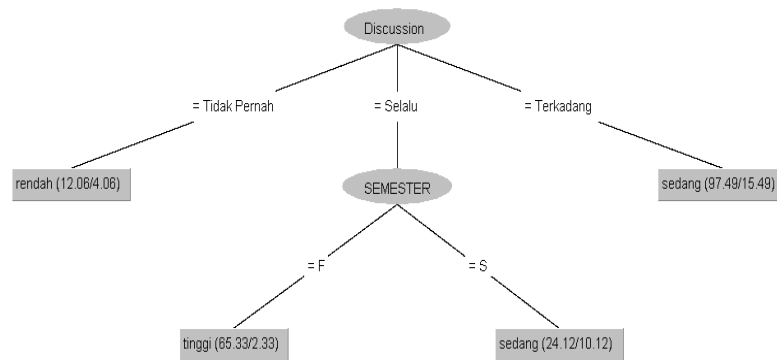 Discussion
= Tidak Pernah
= Selalu
= Terkadang
rendah (12.06/4.06)
SEMESTER
sedang (97.49/15.49)
= F
= S
tinggi (65.33/2.33)
sedang (24.12/10.12)